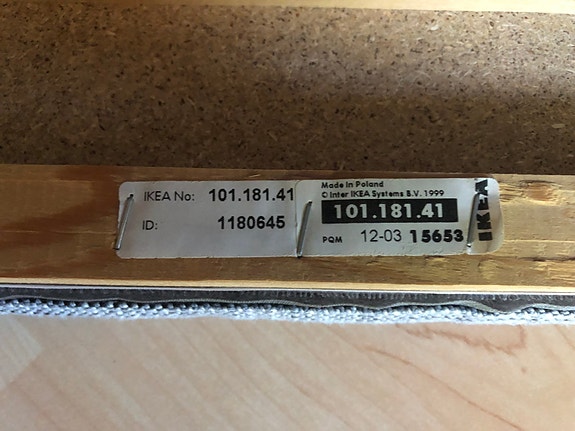 IKEA No: 101.181.41
ID: 1180645
Made in Poland
© Inter IKEA Systems B.V. 1999
101.181.41
PQM 12-03 15653
IKEA